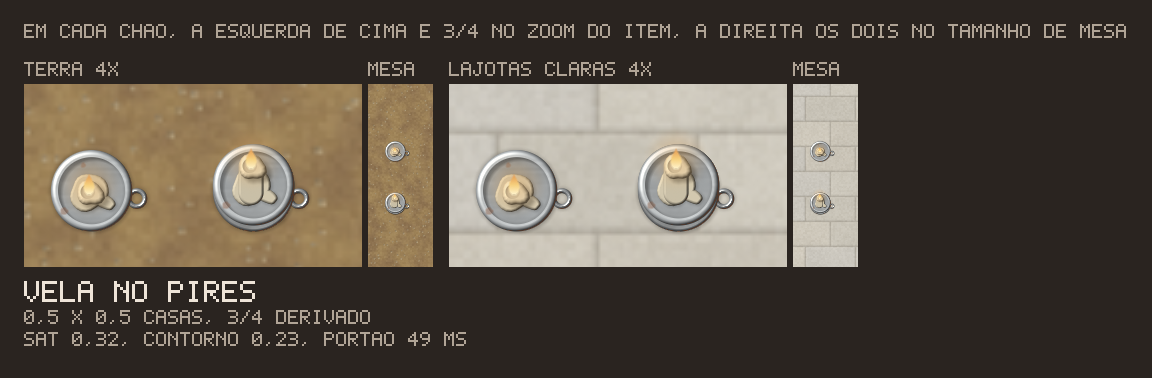 EM CADA CHAO, A ESQUERDA DE CIMA E 3/4 NO ZOOM DO ITEM, A DIREITA OS DOIS NO TAMANHO DE MESA
TERRA 4X MESA LAJOTAS CLARAS 4X MESA
VELA NO PIRES
0,5 X 0,5 CASAS, 3/4 DERIVADO
SAT 0,32, CONTORNO 0,23, PORTAO 49 MS